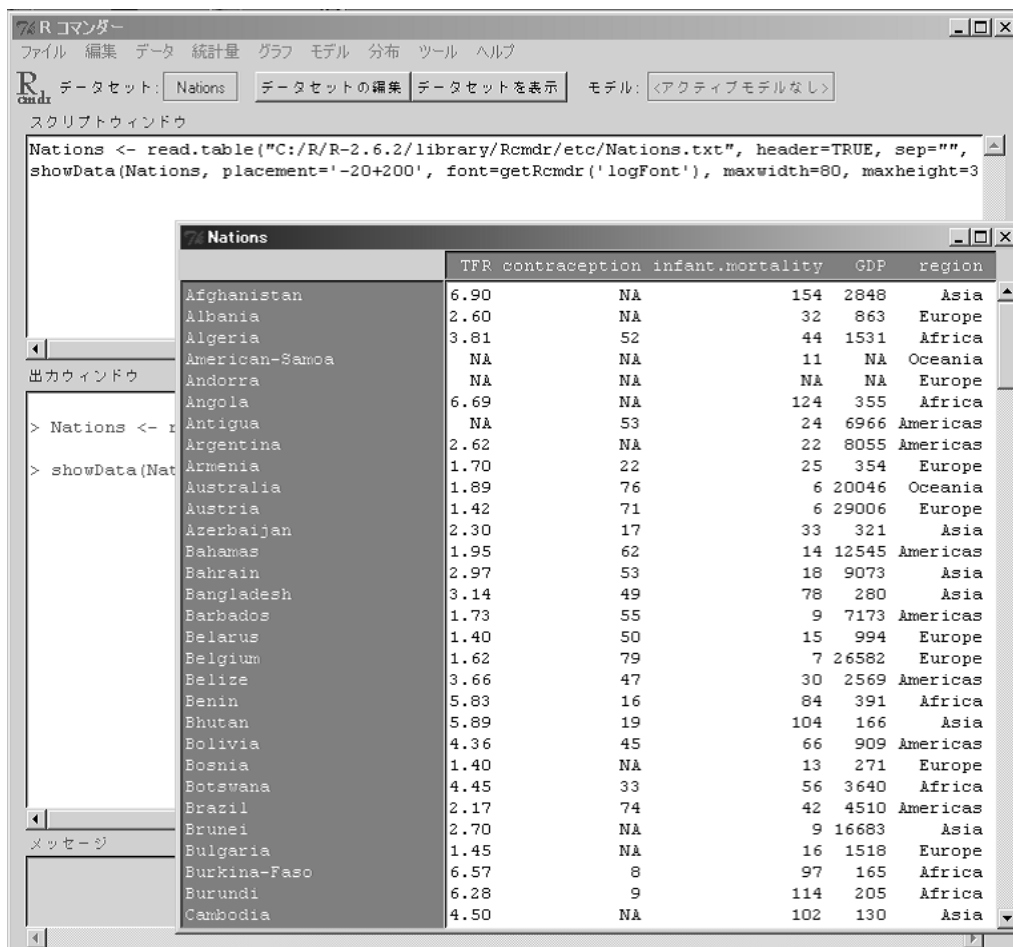 R コマンダー
ファイル 編集 データ 統計量 グラフ モデル 分布 ツール ヘルプ
R cmdr データセット: Nations データセットの編集 データセットを表示 モデル: <アクティブモデルなし>
スクリプトウィンドウ
Nations <- read.table("C:/R/R-2.6.2/library/Rcmdr/etc/Nations.txt", header=TRUE, sep="",
showData(Nations, placement='-20+200', font=getRcmdr('logFont'), maxwidth=80, maxheight=3
出力ウィンドウ
> Nations <- r
> showData(Nat
メッセージ
Nations
TFR contraception infant.mortality GDP region
Afghanistan 6.90 NA 154 2848 Asia
Albania 2.60 NA 32 863 Europe
Algeria 3.81 52 44 1531 Africa
American-Samoa NA NA 11 NA Oceania
Andorra NA NA NA NA Europe
Angola 6.69 NA 124 355 Africa
Antigua NA 53 24 6966 Americas
Argentina 2.62 NA 22 8055 Americas
Armenia 1.70 22 25 354 Europe
Australia 1.89 76 6 20046 Oceania
Austria 1.42 71 6 29006 Europe
Azerbaijan 2.30 17 33 321 Asia
Bahamas 1.95 62 14 12545 Americas
Bahrain 2.97 53 18 9073 Asia
Bangladesh 3.14 49 78 280 Asia
Barbados 1.73 55 9 7173 Americas
Belarus 1.40 50 15 994 Europe
Belgium 1.62 79 7 26582 Europe
Belize 3.66 47 30 2569 Americas
Benin 5.83 16 84 391 Africa
Bhutan 5.89 19 104 166 Asia
Bolivia 4.36 45 66 909 Americas
Bosnia 1.40 NA 13 271 Europe
Botswana 4.45 33 56 3640 Africa
Brazil 2.17 74 42 4510 Americas
Brunei 2.70 NA 9 16683 Asia
Bulgaria 1.45 NA 16 1518 Europe
Burkina-Faso 6.57 8 97 165 Africa
Burundi 6.28 9 114 205 Africa
Cambodia 4.50 NA 102 130 Asia